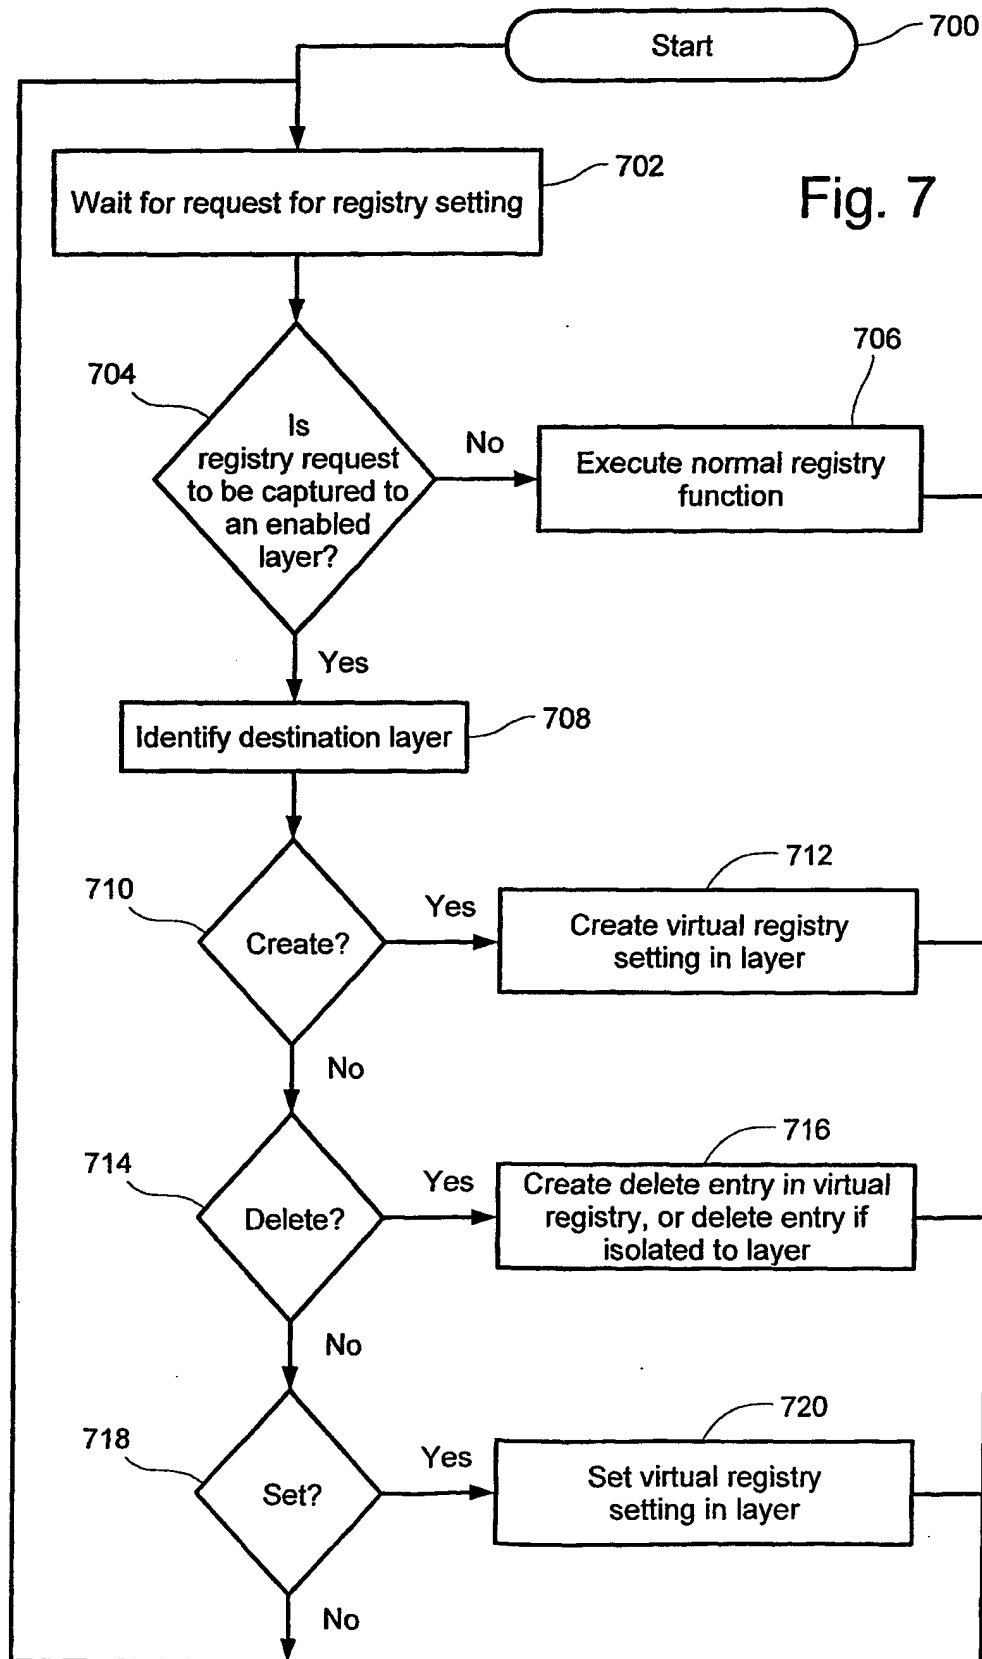 Start
700
Wait for request for registry setting
702
Fig. 7
704
Is
registry request
to be captured to
an enabled
layer?
No
706
Execute normal registry
function
Yes
Identify destination layer
708
710
Create?
Yes
712
Create virtual registry
setting in layer
No
714
Delete?
Yes
716
Create delete entry in virtual
registry, or delete entry if
isolated to layer
No
718
Set?
Yes
720
Set virtual registry
setting in layer
No